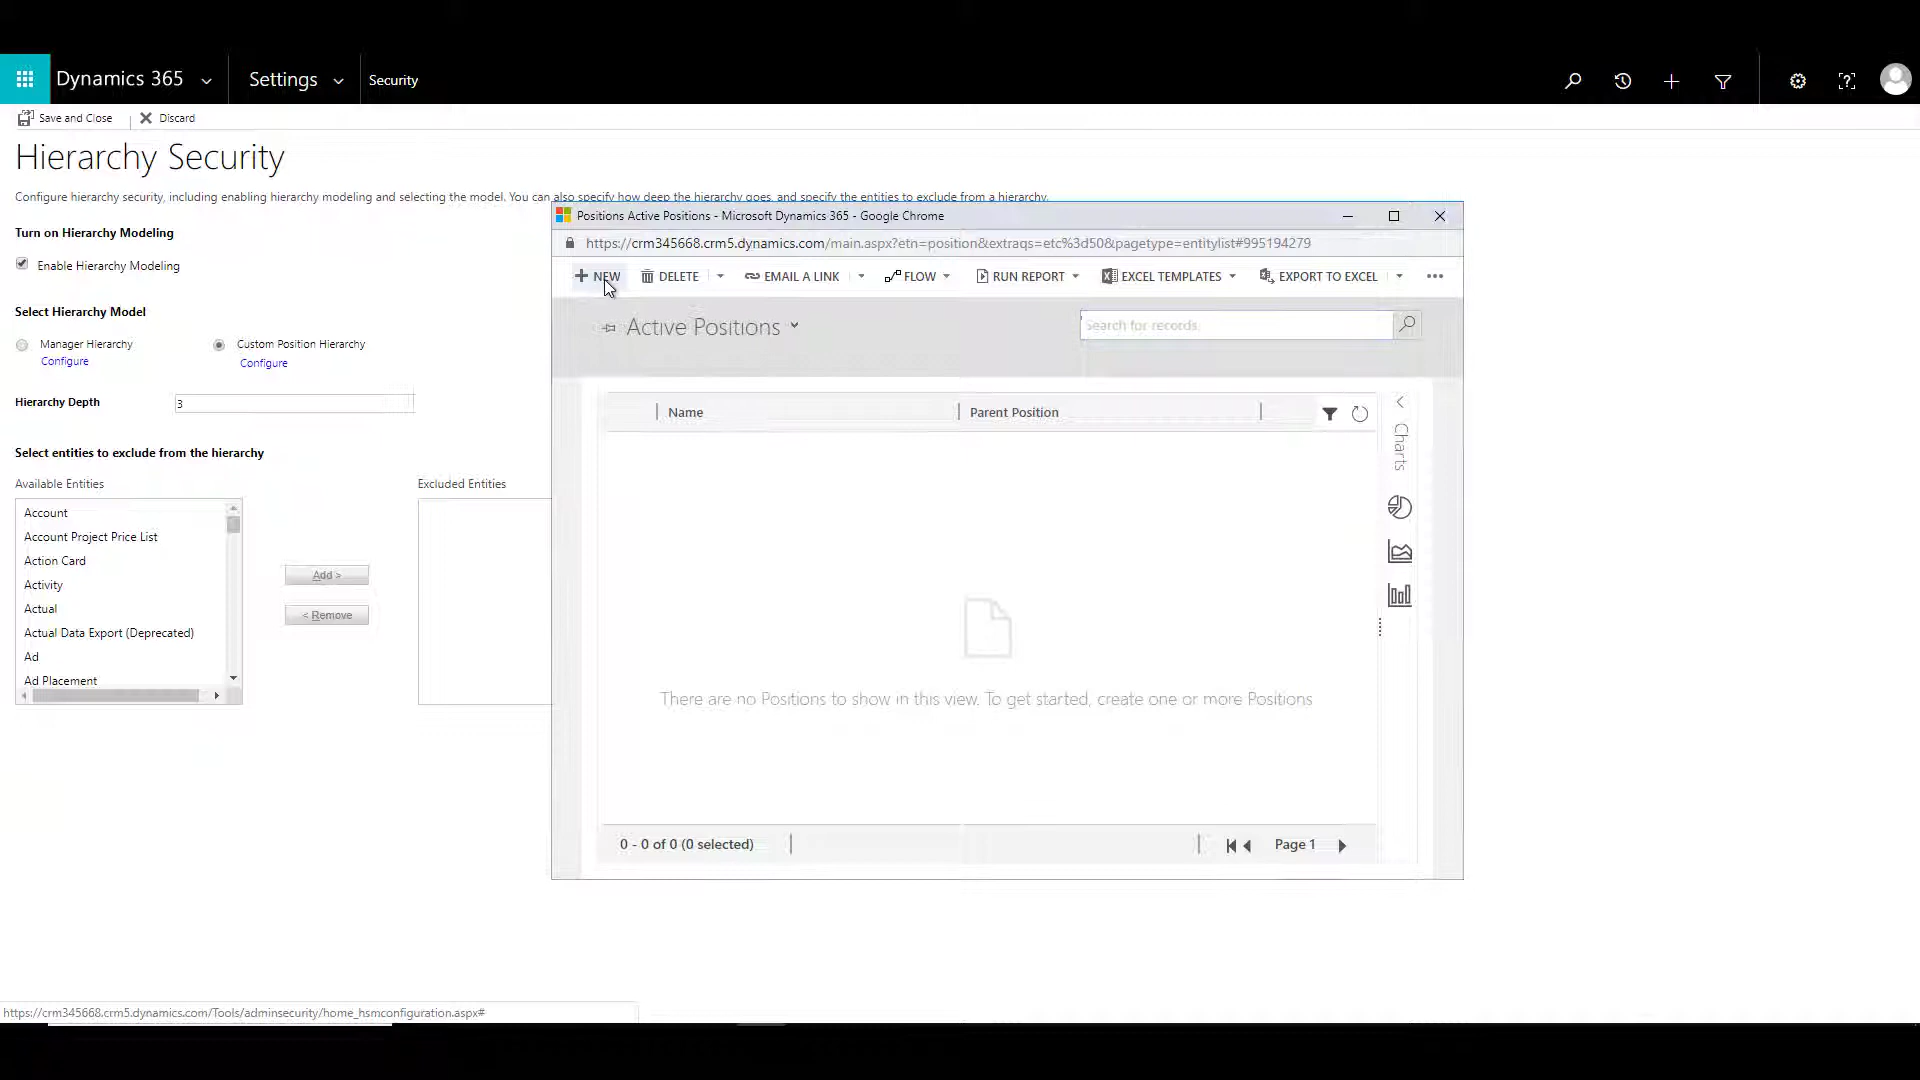 Dynamics 365
Settings
Security
Save and Close
Discard
Hierarchy Security
Configure hierarchy security, including enabling hierarchy modeling and selecting the model. You can also specify how deep the hierarchy goes, and specify the entities to exclude from a hierarchy.
Turn on Hierarchy Modeling
Enable Hierarchy Modeling
Select Hierarchy Model
Manager Hierarchy
Configure
Custom Position Hierarchy
Configure
Hierarchy Depth
3
Select entities to exclude from the hierarchy
Available Entities
Excluded Entities
Account
Account Project Price List
Action Card
Activity
Actual
Actual Data Export (Deprecated)
Ad
Ad Placement
Add >
< Remove
Positions Active Positions - Microsoft Dynamics 365 - Google Chrome
https://crm345668.crm5.dynamics.com/main.aspx?etn=position&extraqs=etc%3d50&pagetype=entitylist#995194279
NEW
DELETE
EMAIL A LINK
FLOW
RUN REPORT
EXCEL TEMPLATES
EXPORT TO EXCEL
Active Positions
Search for records
Name
Parent Position
Charts
There are no Positions to show in this view. To get started, create one or more Positions
0 - 0 of 0 (0 selected)
Page 1
https://crm345668.crm5.dynamics.com/Tools/adminsecurity/home_hsmconfiguration.aspx#